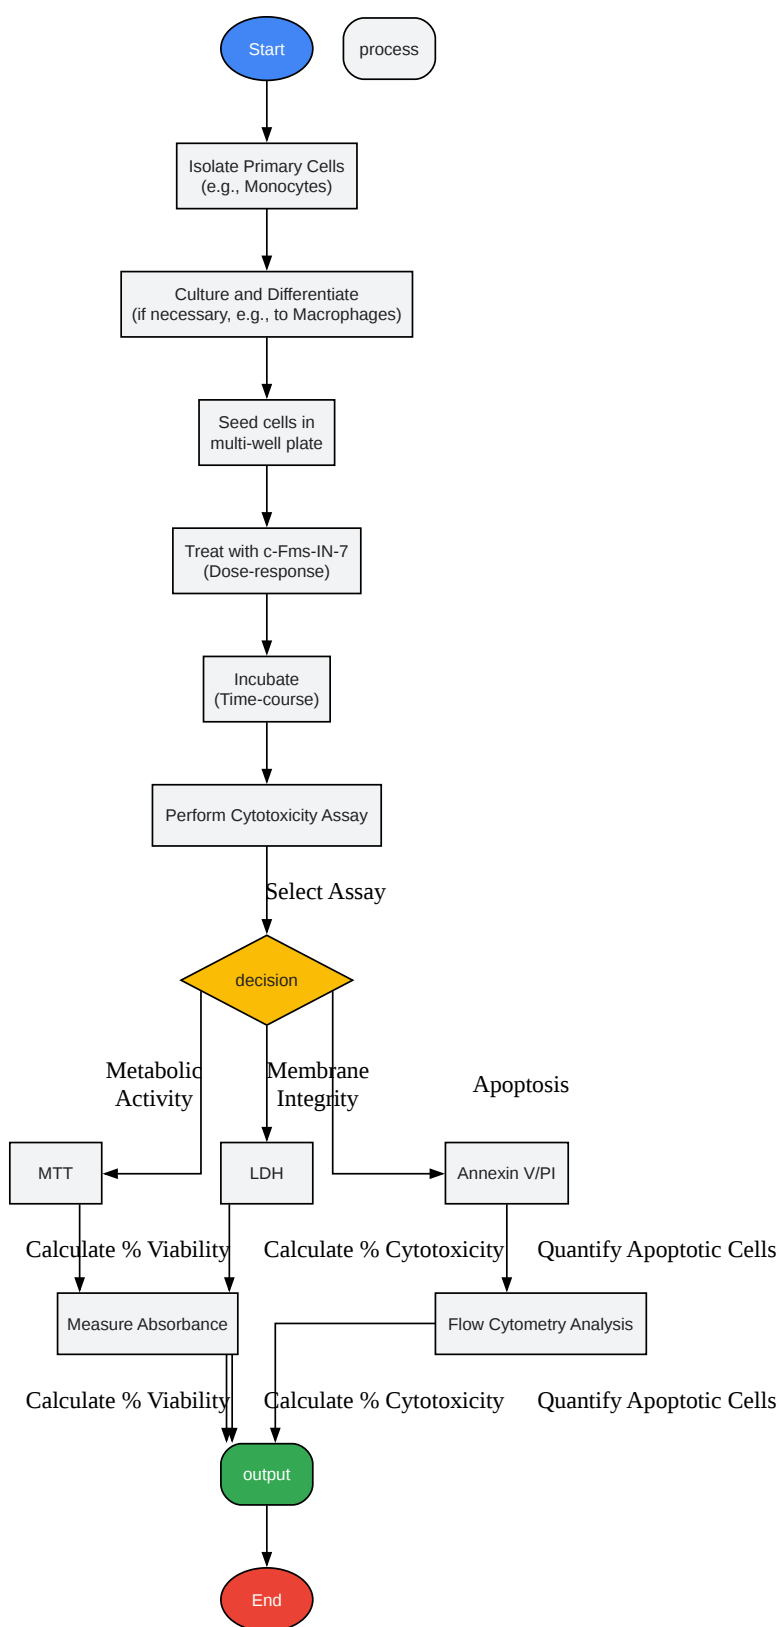 Start
process
Isolate Primary Cells
(e.g., Monocytes)
Culture and Differentiate
(if necessary, e.g., to Macrophages)
Seed cells in
multi-well plate
Treat with c-Fms-IN-7
(Dose-response)
Incubate
(Time-course)
Perform Cytotoxicity Assay
Select Assay
decision
Metabolic
Activity
Membrane
Integrity
Apoptosis
MTT
LDH
Annexin V/PI
Calculate % Viability
Calculate % Cytotoxicity
Quantify Apoptotic Cells
Measure Absorbance
Flow Cytometry Analysis
Calculate % Viability
Calculate % Cytotoxicity
Quantify Apoptotic Cells
output
End